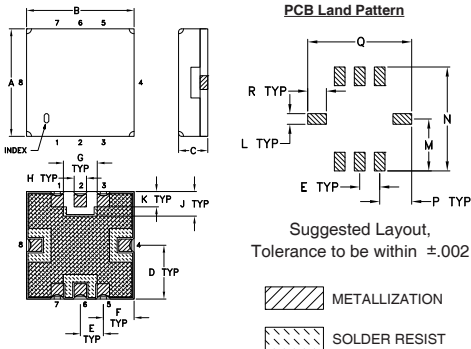 PCB Land Pattern
B
7 6 5
A
8
4
INDEX
1 2 3
C
G
TYP
H TYP
1 2 3
K TYP
J TYP
8
4
D TYP
7 6 5
F
TYP
E
TYP
Q
R TYP
L TYP
N
M
E TYP
P TYP
Suggested Layout,
Tolerance to be within ±.002
METALLIZATION
SOLDER RESIST